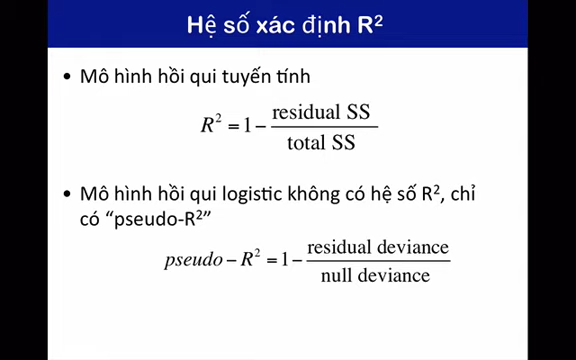 Hệ số xác định R²
• Mô hình hồi qui tuyến tính
R² = 1 − residual SS / total SS
• Mô hình hồi qui logistic không có hệ số R², chỉ
có “pseudo-R²”
pseudo − R² = 1 − residual deviance / null deviance